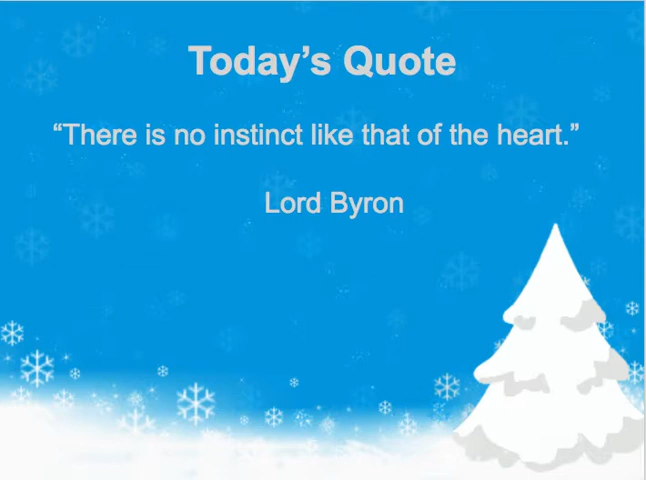 Today’s Quote
“There is no instinct like that of the heart.”
Lord Byron